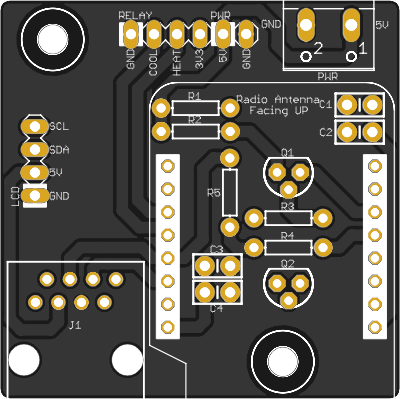 RELAY
PWR
GND
5V
GND
COOL
HEAT
3V3
5V
GND
2
1
PWR
R1
Radio Antenna
Facing UP
C1
R2
C2
SCL
SDA
5V
GND
LCD
Q1
R5
R3
R4
C3
Q2
C4
J1